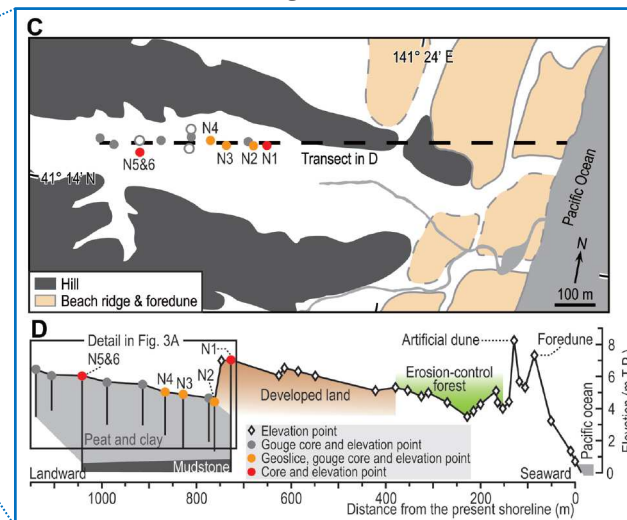 C
141° 24′ E
N4
N3
N2
N1
N5&6
Transect in D
41° 14′ N
Pacific Ocean
N
Hill
Beach ridge & foredune
100 m
D
Detail in Fig. 3A
N5&6
N1
N4
N3
N2
Peat and clay
Mudstone
Landward
Developed land
Erosion-control
forest
Artificial dune
Foredune
Elevation point
Gouge core and elevation point
Geoslice, gouge core and elevation point
Core and elevation point
Seaward
Pacific ocean
8
6
4
2
0
Elevation (m T.P.)
1000
800
600
400
200
0
Distance from the present shoreline (m)